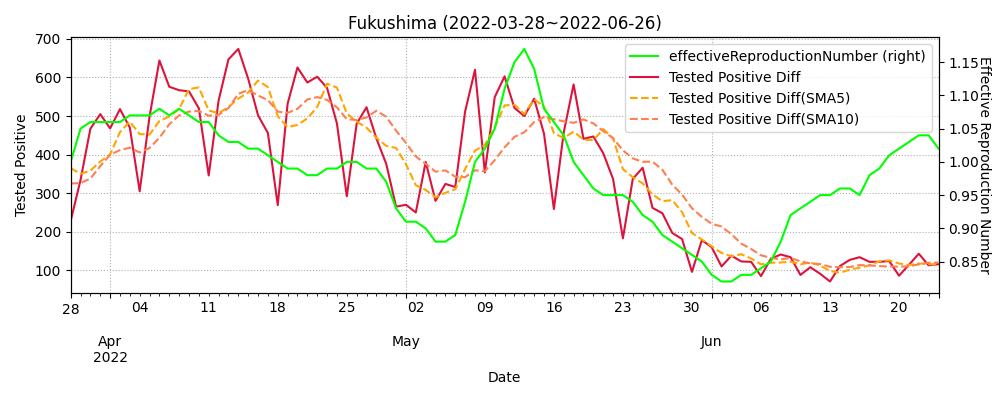 Fukushima (2022-03-28~2022-06-26)
effectiveReproductionNumber (right)
Tested Positive Diff
Tested Positive Diff(SMA5)
Tested Positive Diff(SMA10)
Tested Positive
700
600
500
400
300
200
100
1.15
1.10
1.05
1.00
0.95
0.90
0.85
Effective Reproduction Number
28 04 11 18 25 02 09 16 23 30 06 13 20
Apr May Jun
2022
Date